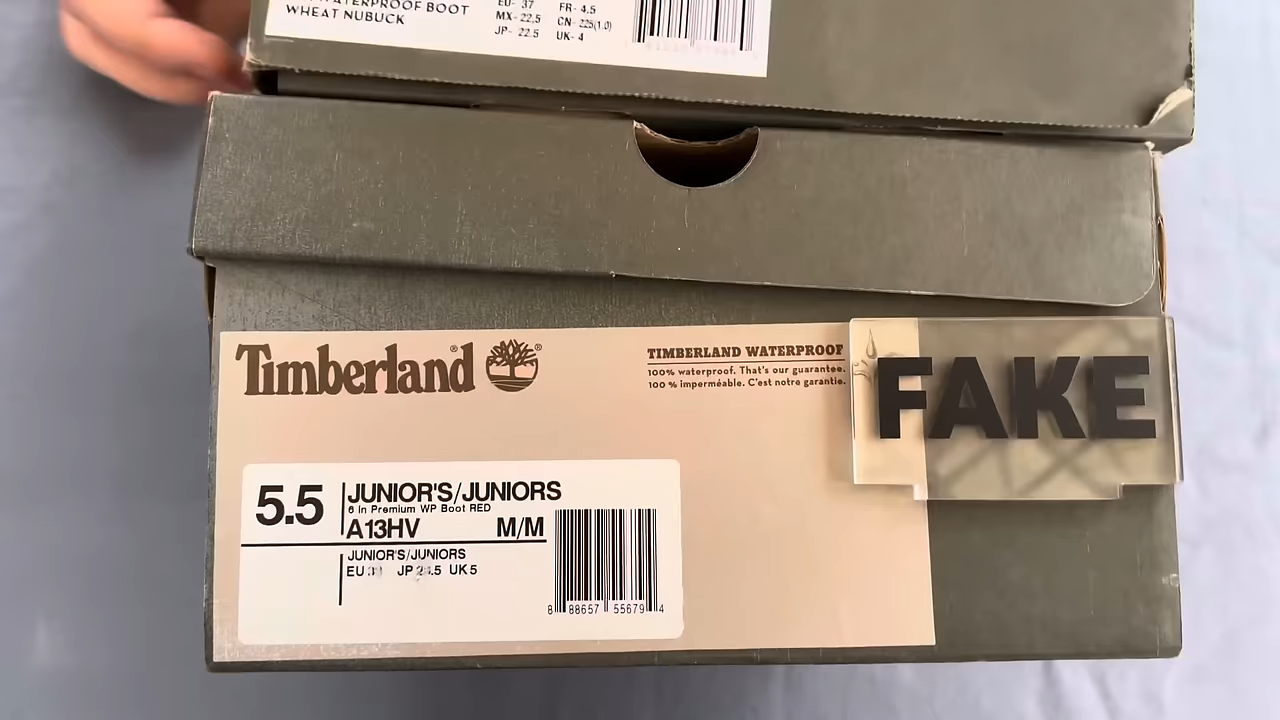 WATERPROOF BOOT
WHEAT NUBUCK
EU- 37 FR- 4.5
MX- 22.5 CN- 225(1.0)
JP- 22.5 UK- 4
Timberland®
TIMBERLAND WATERPROOF
100% waterproof. That's our guarantee.
100 % imperméable. C'est notre garantie.
FAKE
5.5
JUNIOR'S/JUNIORS
6 In Premium WP Boot RED
A13HV M/M
JUNIOR'S/JUNIORS
EU JP UK 5
8 88657 55679 4